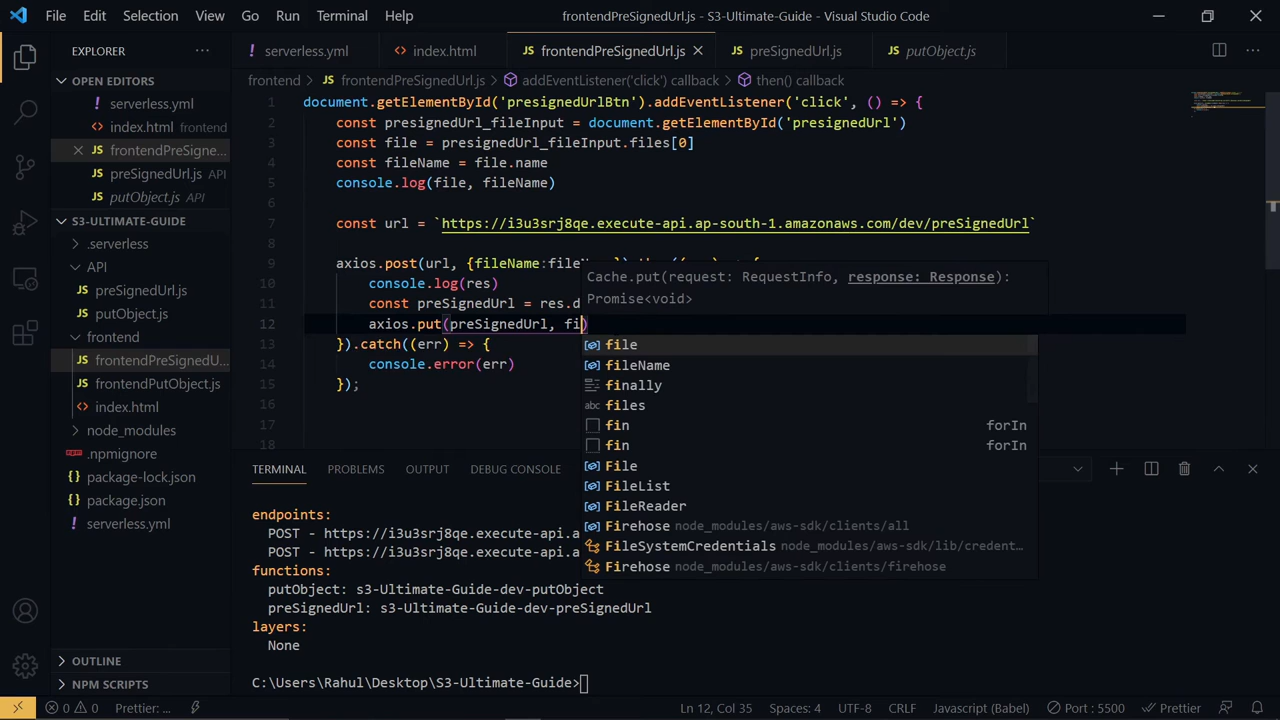 File Edit Selection View Go Run Terminal Help frontendPreSignedUrl.js - S3-Ultimate-Guide - Visual Studio Code
EXPLORER
OPEN EDITORS
serverless.yml
index.html frontend
frontendPreSigne...
preSignedUrl.js API
putObject.js API
S3-ULTIMATE-GUIDE
.serverless
API
preSignedUrl.js
putObject.js
frontend
frontendPreSignedU...
frontendPutObject.js
index.html
node_modules
.npmignore
package-lock.json
package.json
serverless.yml
OUTLINE
NPM SCRIPTS
serverless.yml index.html frontendPreSignedUrl.js preSignedUrl.js putObject.js
frontend > frontendPreSignedUrl.js > addEventListener('click') callback > then() callback
1 document.getElementById('presignedUrlBtn').addEventListener('click', () => {
2 const presignedUrl_fileInput = document.getElementById('presignedUrl')
3 const file = presignedUrl_fileInput.files[0]
4 const fileName = file.name
5 console.log(file, fileName)
6
7 const url = `https://i3u3srj8qe.execute-api.ap-south-1.amazonaws.com/dev/preSignedUrl`
8
9 axios.post(url, {fileName:fileN
10 console.log(res)
11 const preSignedUrl = res.d
12 axios.put(preSignedUrl, fi)
13 }).catch((err) => {
14 console.error(err)
15 });
16
17
18
Cache.put(request: RequestInfo, response: Response):
Promise<void>
file
fileName
finally
files
fin forIn
fin forIn
File
FileList
FileReader
Firehose node_modules/aws-sdk/clients/all
FileSystemCredentials node_modules/aws-sdk/lib/credent...
Firehose node_modules/aws-sdk/clients/firehose
TERMINAL PROBLEMS OUTPUT DEBUG CONSOLE
endpoints:
POST - https://i3u3srj8qe.execute-api.a
POST - https://i3u3srj8qe.execute-api.a
functions:
putObject: s3-Ultimate-Guide-dev-putObject
preSignedUrl: s3-Ultimate-Guide-dev-preSignedUrl
layers:
None
C:\Users\Rahul\Desktop\S3-Ultimate-Guide>
0 0 Prettier: ... Ln 12, Col 35 Spaces: 4 UTF-8 CRLF Javascript (Babel) Port : 5500 Prettier